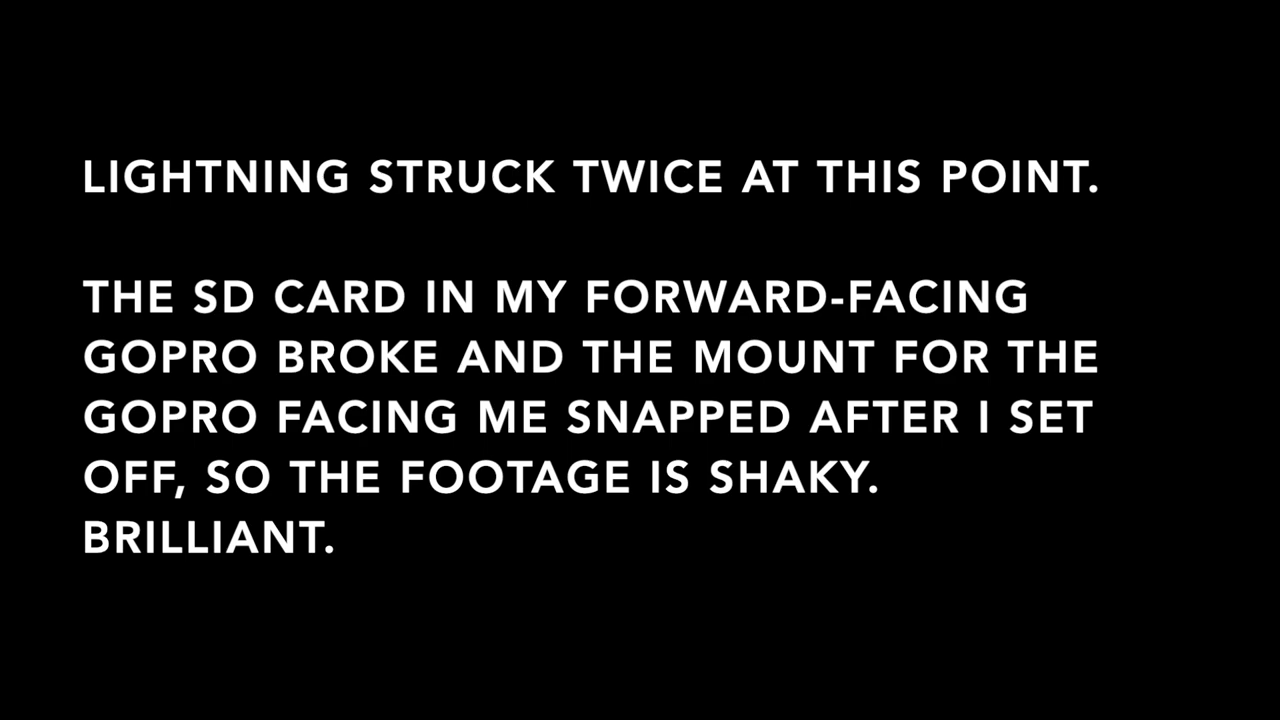 LIGHTNING STRUCK TWICE AT THIS POINT.
THE SD CARD IN MY FORWARD-FACING
GOPRO BROKE AND THE MOUNT FOR THE
GOPRO FACING ME SNAPPED AFTER I SET
OFF, SO THE FOOTAGE IS SHAKY.
BRILLIANT.